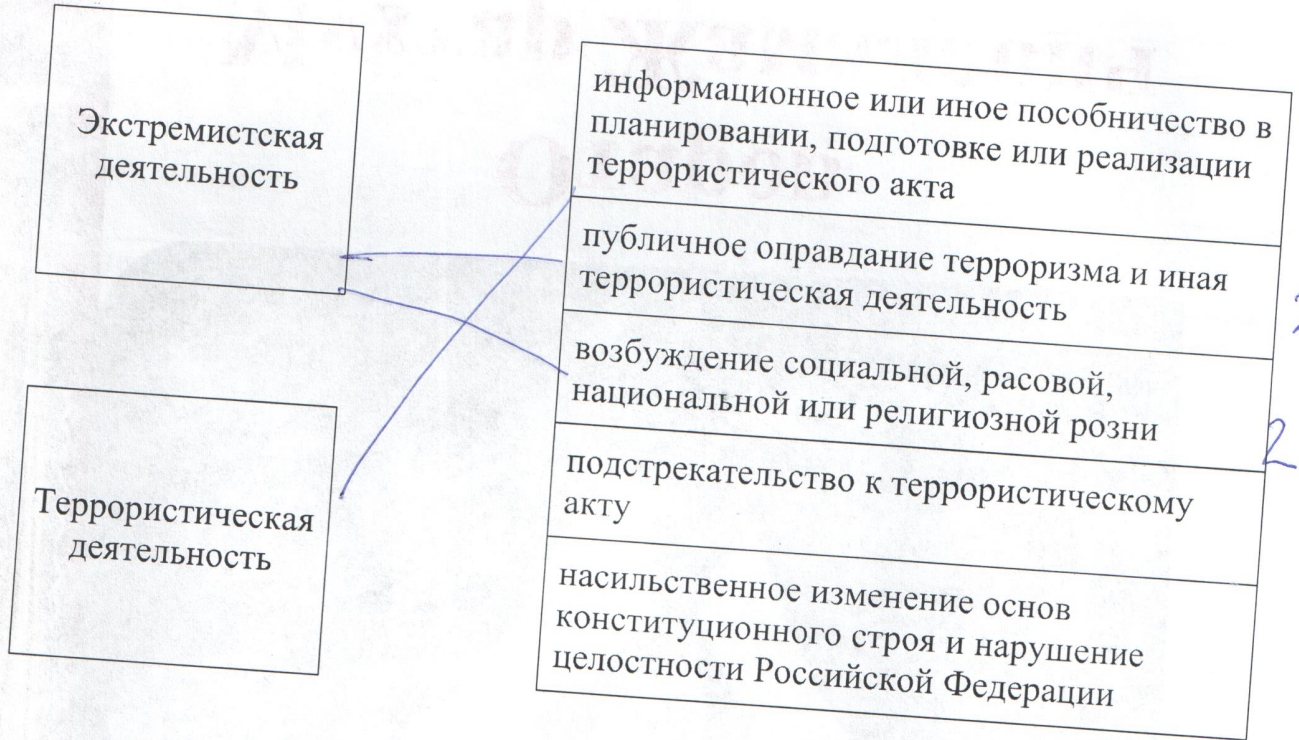 Экстремистская
деятельность
Террористическая
деятельность
информационное или иное пособничество в
планировании, подготовке или реализации
террористического акта
публичное оправдание терроризма и иная
террористическая деятельность
возбуждение социальной, расовой,
национальной или религиозной розни
2
подстрекательство к террористическому
акту
насильственное изменение основ
конституционного строя и нарушение
целостности Российской Федерации